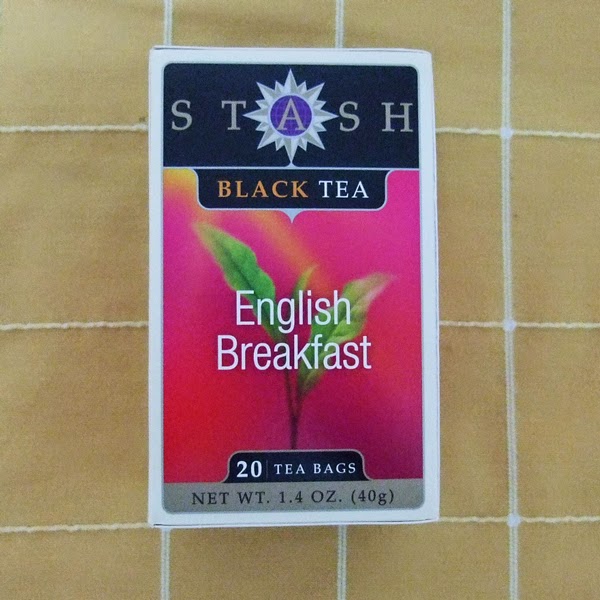 STASH
BLACK TEA
English
Breakfast
20 TEA BAGS
NET WT. 1.4 OZ. (40g)